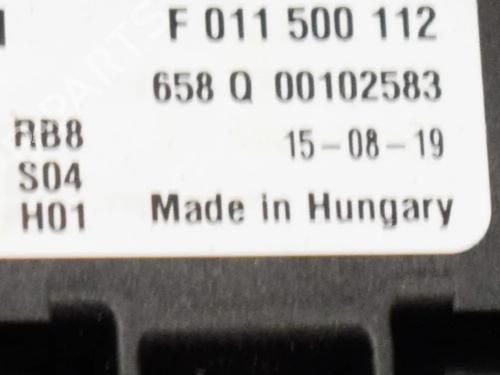 F 011 500 112
658 Q 00102583
RB8
15-08-19
S04
H01
Made in Hungary